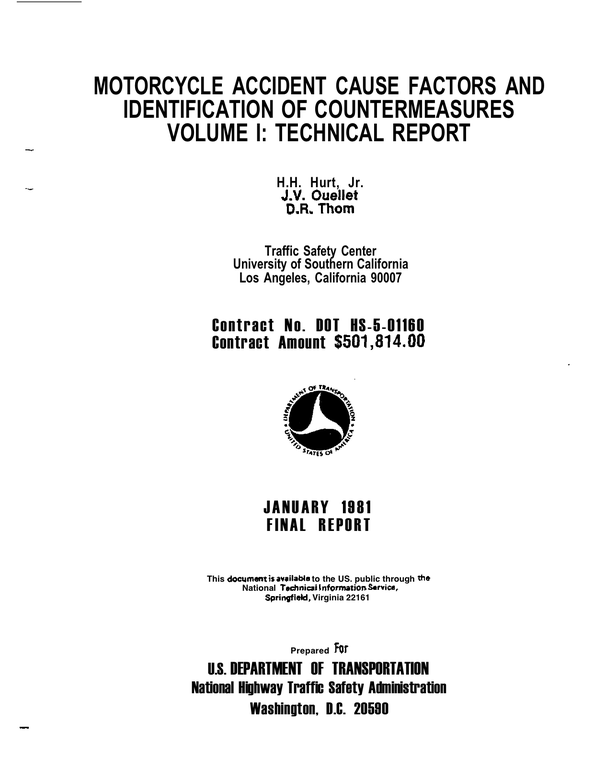 MOTORCYCLE ACCIDENT CAUSE FACTORS AND
IDENTIFICATION OF COUNTERMEASURES
VOLUME I: TECHNICAL REPORT
H.H. Hurt, Jr.
J.V. Ouellet
D.R. Thom
Traffic Safety Center
University of Southern California
Los Angeles, California 90007
Contract No. DOT HS-5-01160
Contract Amount $501,814.00
DEPARTMENT OF TRANSPORTATION
UNITED STATES OF AMERICA
JANUARY 1981
FINAL REPORT
This document is available to the US. public through the
National Technical Information Service,
Springfield, Virginia 22161
Prepared For
U.S. DEPARTMENT OF TRANSPORTATION
National Highway Traffic Safety Administration
Washington, D.C. 20590